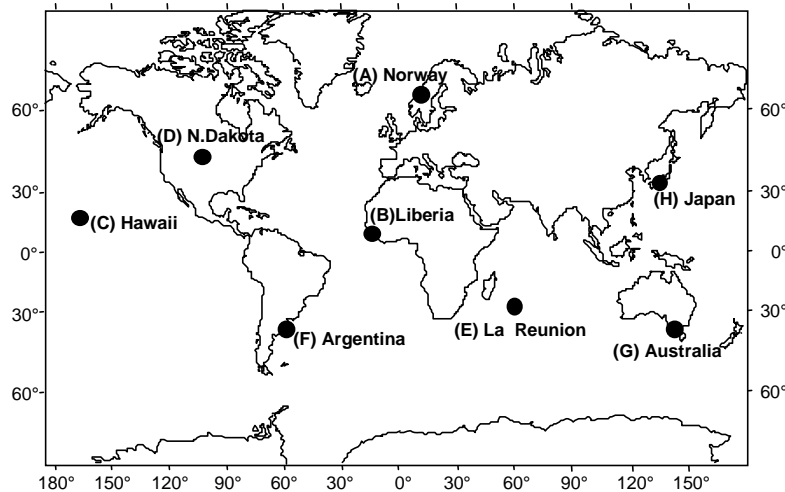 (A) Norway
60°
60°
(D) N.Dakota
30°
30°
(H) Japan
(B)Liberia
(C) Hawaii
0°
0°
30°
30°
(E) La Reunion
(F) Argentina
(G) Australia
60°
60°
180° 150° 120° 90° 60° 30° 0° 30° 60° 90° 120° 150°